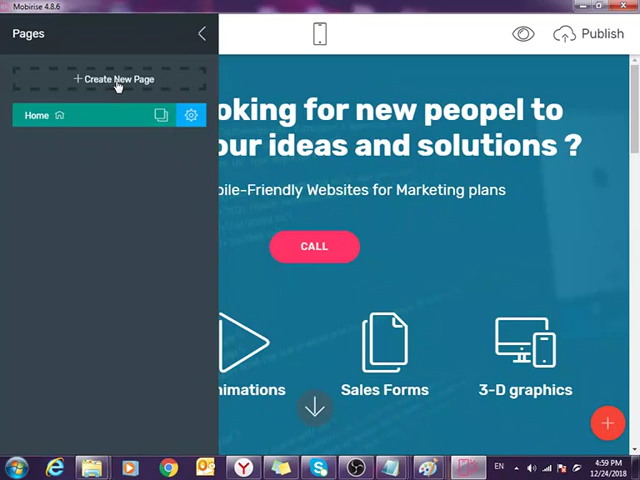 Mobirise 4.8.6
Pages
Publish
Create New Page
Home
oking for new peopel to
our ideas and solutions ?
bile-Friendly Websites for Marketing plans
CALL
nimations
Sales Forms
3-D graphics
EN
4:59 PM
12/24/2018